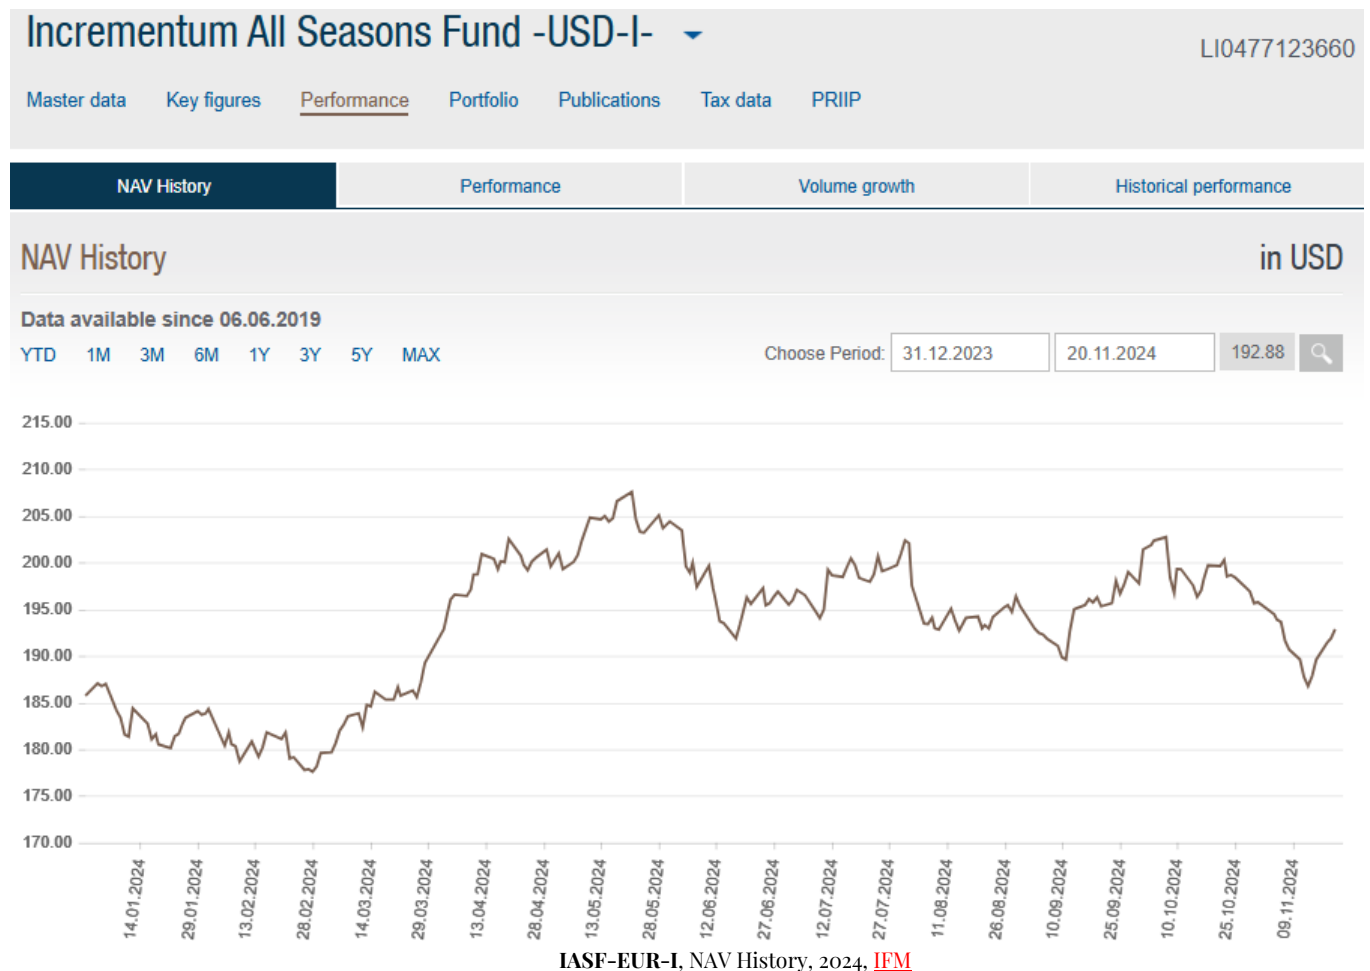 Incrementum All Seasons Fund -USD-I-
LI0477123660
Master data Key figures Performance Portfolio Publications Tax data PRIIP
NAV History Performance Volume growth Historical performance
NAV History in USD
Data available since 06.06.2019
YTD 1M 3M 6M 1Y 3Y 5Y MAX Choose Period: 31.12.2023 20.11.2024 192.88
215.00
210.00
205.00
200.00
195.00
190.00
185.00
180.00
175.00
170.00
14.01.2024 29.01.2024 13.02.2024 28.02.2024 14.03.2024 29.03.2024 13.04.2024 28.04.2024 13.05.2024 28.05.2024 12.06.2024 27.06.2024 12.07.2024 27.07.2024 11.08.2024 26.08.2024 10.09.2024 25.09.2024 10.10.2024 25.10.2024 09.11.2024
IASF-EUR-I, NAV History, 2024, IFM